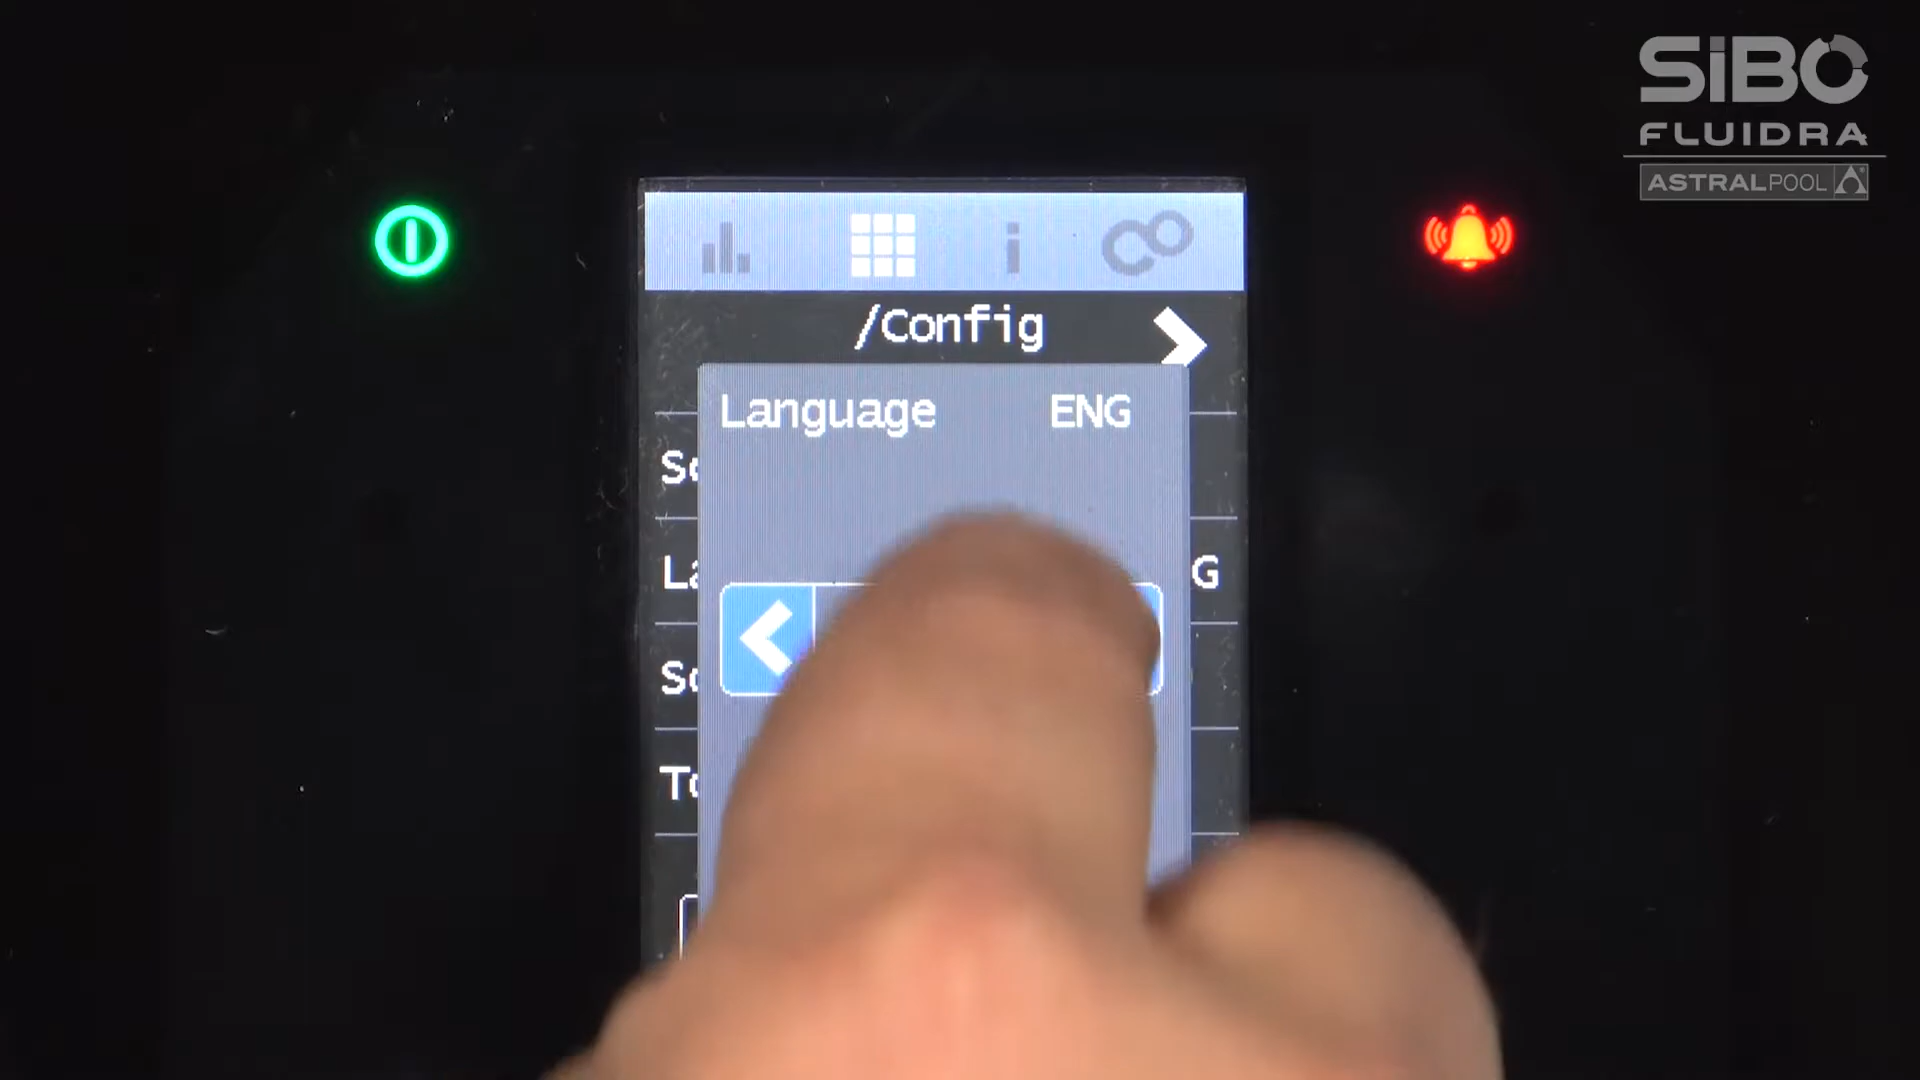 SiBO
FLUIDRA
ASTRALPOOL
/Config
Language ENG